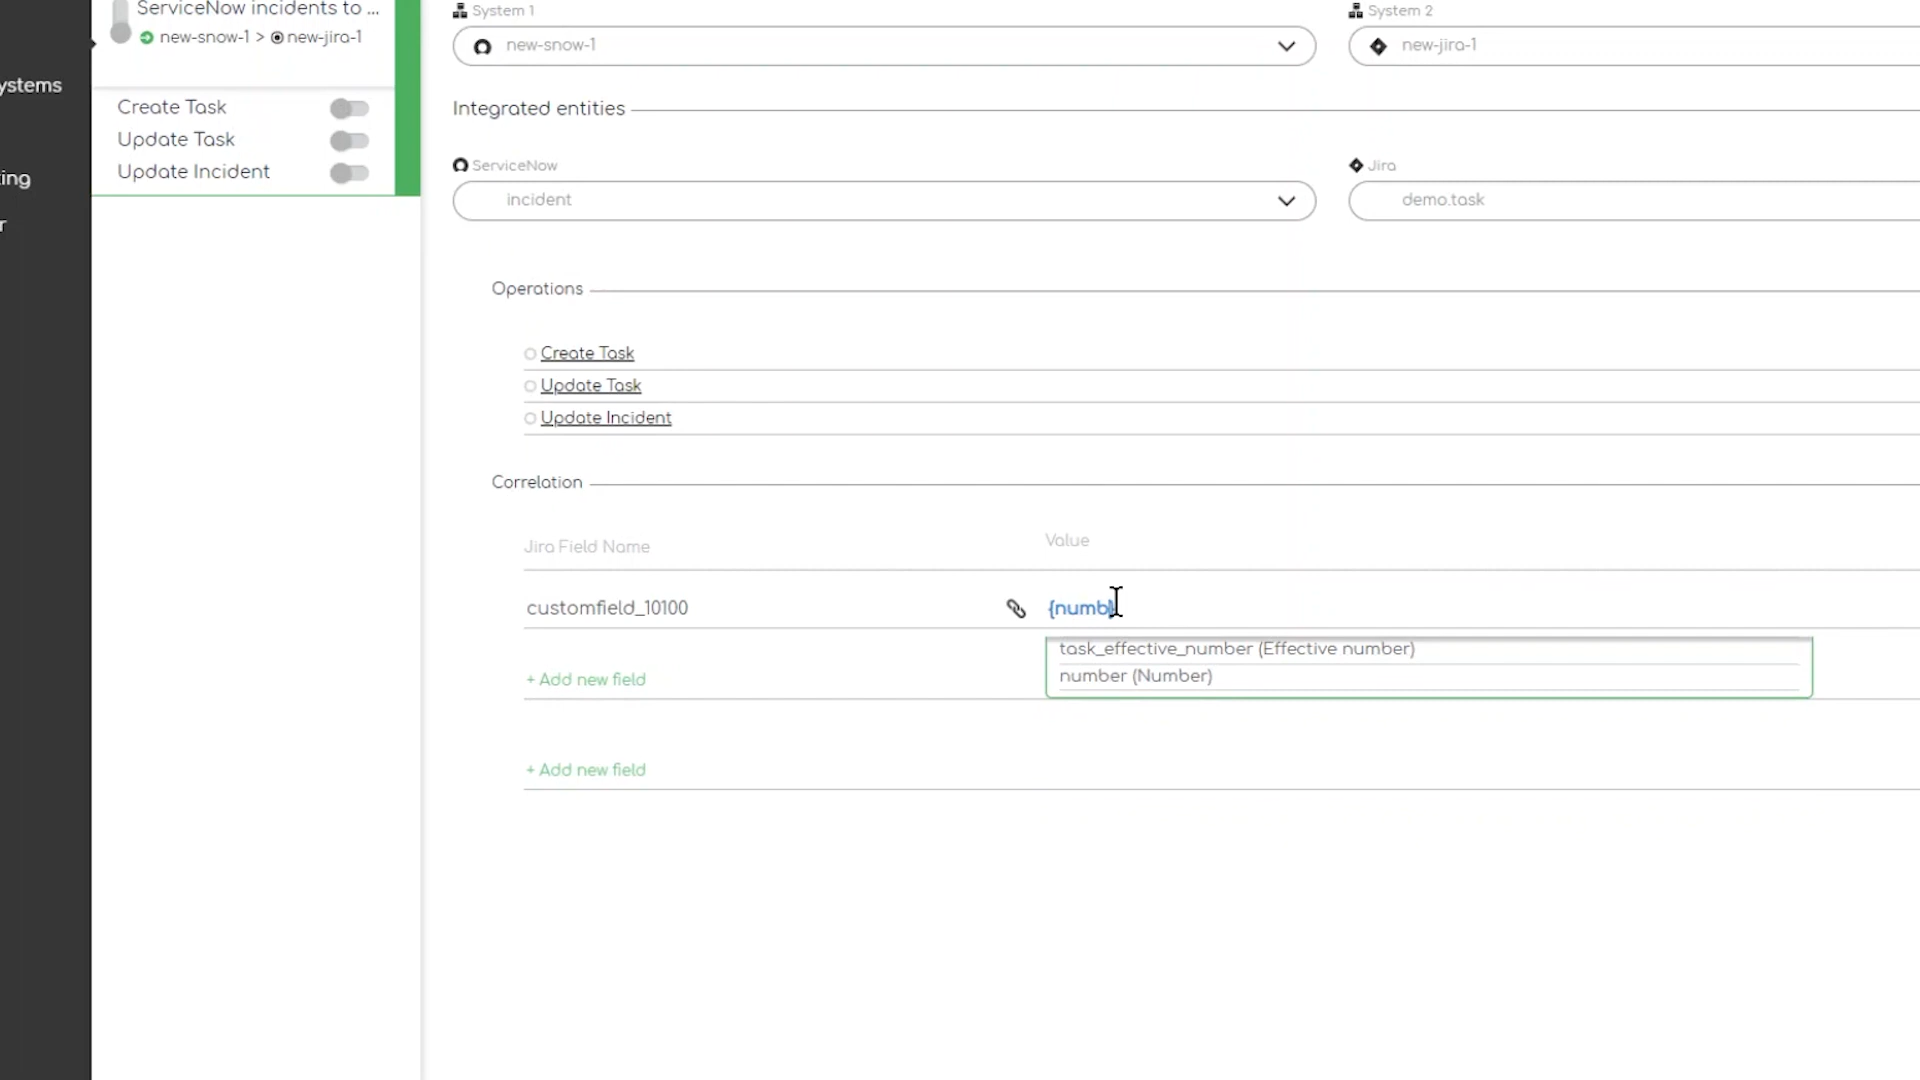 ServiceNow incidents to ...
new-snow-1 > new-jira-1
ystems
ing
r
Create Task
Update Task
Update Incident
System 1
System 2
new-snow-1
new-jira-1
Integrated entities
ServiceNow
Jira
incident
demo.task
Operations
Create Task
Update Task
Update Incident
Correlation
Jira Field Name
Value
customfield_10100
{numb}
task_effective_number (Effective number)
number (Number)
+ Add new field
+ Add new field